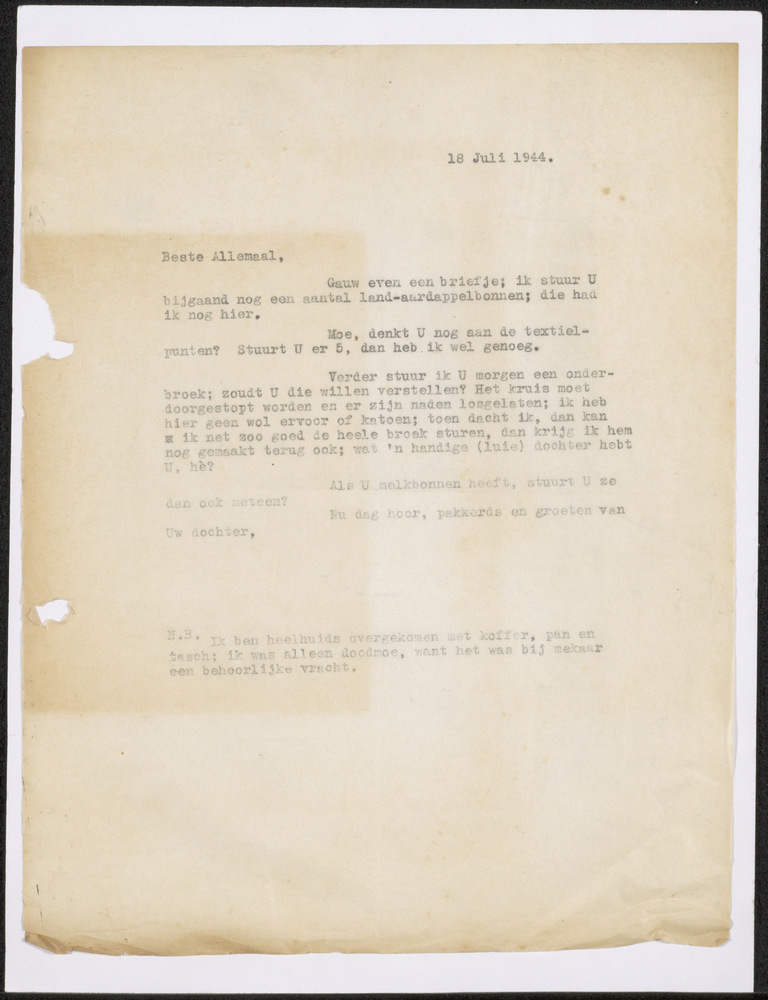 18 Juli 1944.
Beste Allemaal,
Gauw even een briefje; ik stuur U
bijgaand nog een aantal land-aardappelbonnen; die had
ik nog hier.
Moe, denkt U nog aan de textiel-
punten? Stuurt U er 5, dan heb ik wel genoeg.
Verder stuur ik U morgen een onder-
broek; zoudt U die willen verstellen? Het kruis moet
doorgestopt worden en er zijn naden losgelaten; ik heb
hier geen wol ervoor of katoen; toen dacht ik, dan kan
ik net zoo goed de heele broek sturen, dan krijg ik hem
nog gemaakt terug ook; wat 'n handige (luie) dochter hebt
U, hè?
Als U melkbonnen heeft, stuurt U ze
dan ook meteen?
Nu dag hoor, pakkerds en groeten van
Uw dochter,
N.B. Ik ben heelhuids overgekomen met koffer, pan en
tasch; ik was alleen doodmoe, want het was bij mekaar
een behoorlijke vracht.